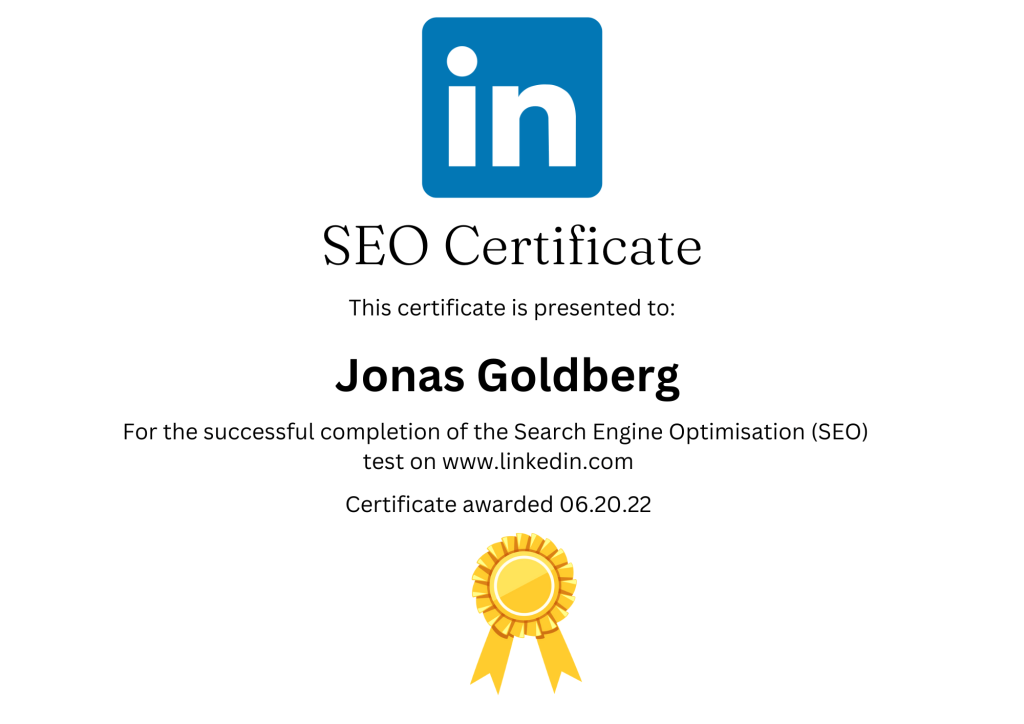 in
SEO Certificate
This certificate is presented to:
Jonas Goldberg
For the successful completion of the Search Engine Optimisation (SEO)
test on www.linkedin.com
Certificate awarded 06.20.22